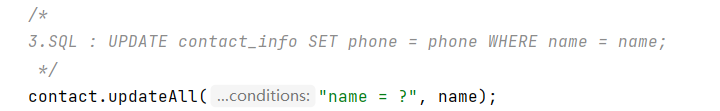 /*
3.SQL : UPDATE contact_info SET phone = phone WHERE name = name;
*/
contact.updateAll( ...conditions: "name = ?", name);